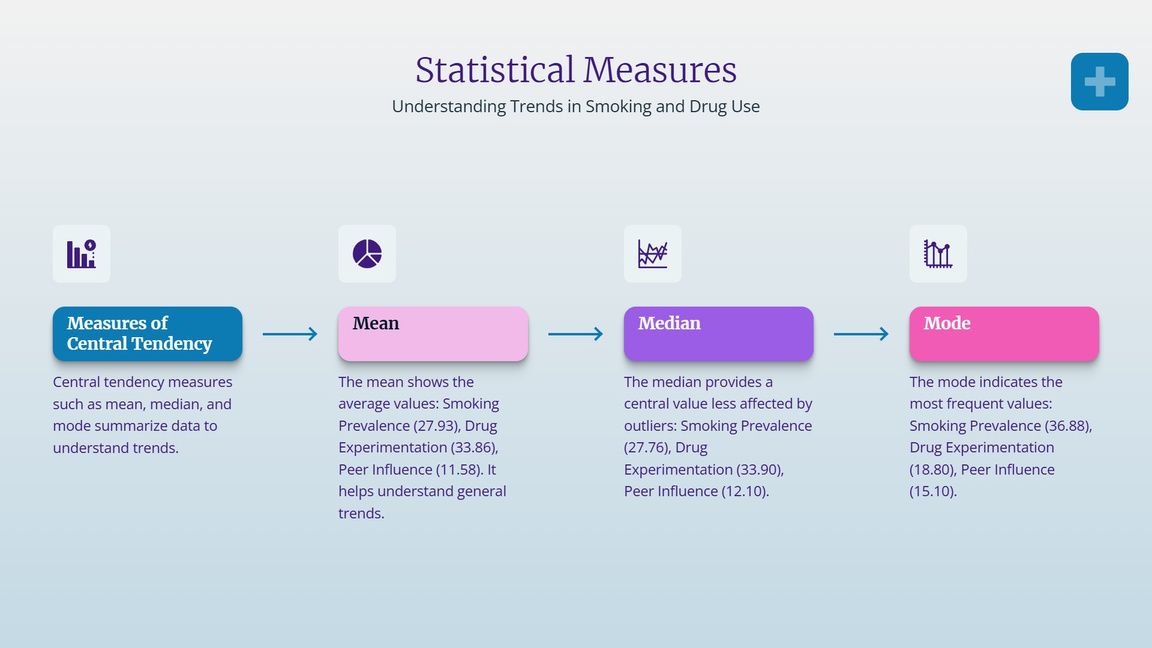 Statistical Measures
Understanding Trends in Smoking and Drug Use
Measures of
Central Tendency
Central tendency measures
such as mean, median, and
mode summarize data to
understand trends.
Mean
The mean shows the
average values: Smoking
Prevalence (27.93), Drug
Experimentation (33.86),
Peer Influence (11.58). It
helps understand general
trends.
Median
The median provides a
central value less affected by
outliers: Smoking Prevalence
(27.76), Drug
Experimentation (33.90),
Peer Influence (12.10).
Mode
The mode indicates the
most frequent values:
Smoking Prevalence (36.88),
Drug Experimentation
(18.80), Peer Influence
(15.10).